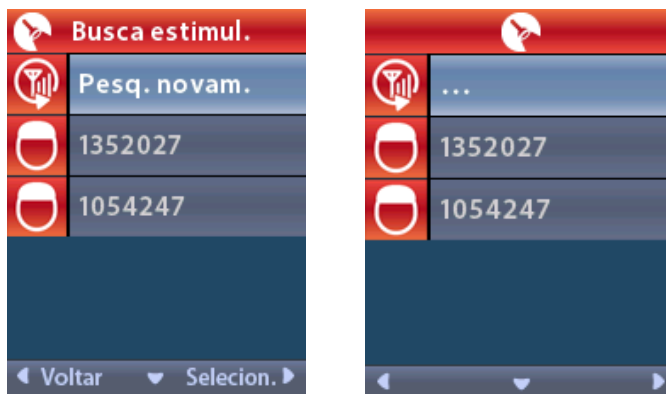 Busca estimul.
Pesq. novam.
1352027
1054247
Voltar Selecion.
...
1352027
1054247